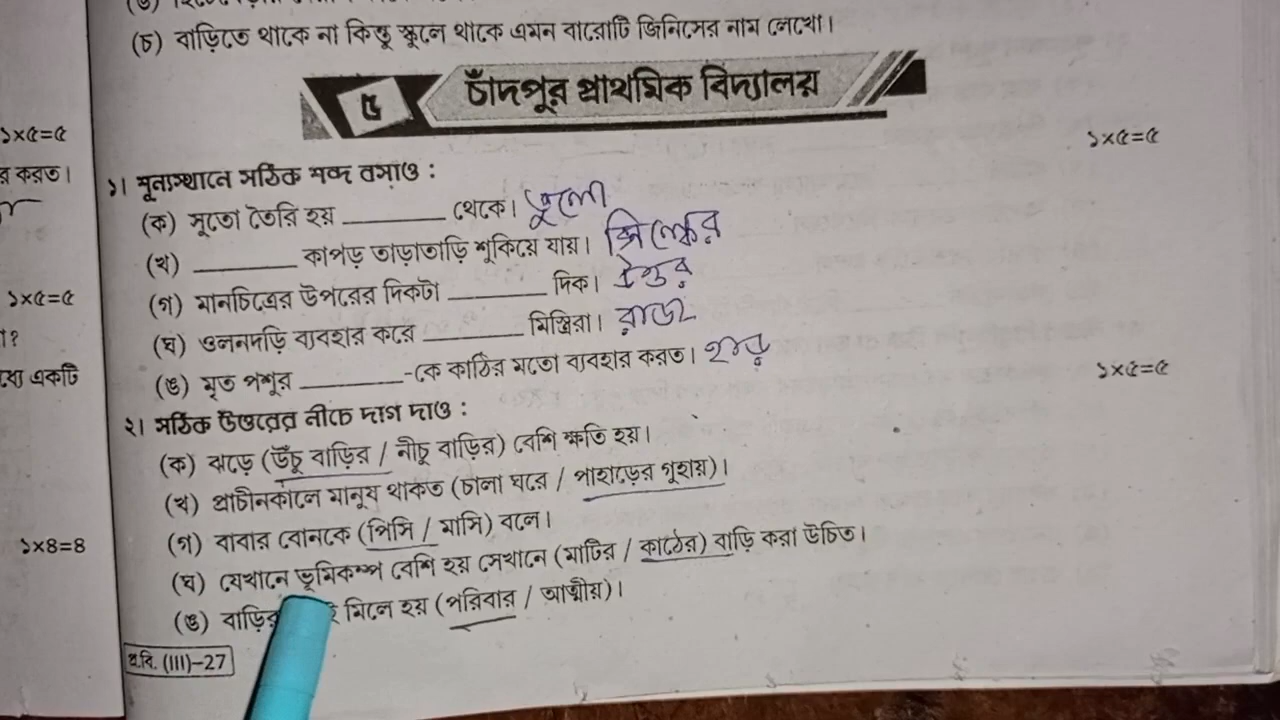 (চ) বাড়িতে থাকে না কিন্তু স্কুলে থাকে এমন বারোটি জিনিসের নাম লেখো।
৫ চাঁদপুর প্রাথমিক বিদ্যালয়
১×৫=৫
র করত।
১×৫=৫
১। শূন্যস্থানে সঠিক শব্দ বসাও :
(ক) সুতো তৈরি হয় ________ থেকে। তুলো
(খ) ________ কাপড় তাড়াতাড়ি শুকিয়ে যায়। সিল্কের
(গ) মানচিত্রের উপরের দিকটা ________ দিক। উত্তর
(ঘ) ওলনদড়ি ব্যবহার করে ________ মিস্ত্রিরা। রাজ
(ঙ) মৃত পশুর ________-কে কাঠির মতো ব্যবহার করত। হাড়
১×৫=৫
?
একটি
১×৫=৫
২। সঠিক উত্তরের নীচে দাগ দাও :
(ক) ঝড়ে (উঁচু বাড়ির / নীচু বাড়ির) বেশি ক্ষতি হয়।
(খ) প্রাচীনকালে মানুষ থাকত (চালা ঘরে / পাহাড়ের গুহায়)।
(গ) বাবার বোনকে (পিসি / মাসি) বলে।
(ঘ) যেখানে ভূমিকম্প বেশি হয় সেখানে (মাটির / কাঠের) বাড়ি করা উচিত।
(ঙ) বাড়ির মিলে হয় (পরিবার / আত্মীয়)।
১×৪=৪
প্র.বি. (III)–27